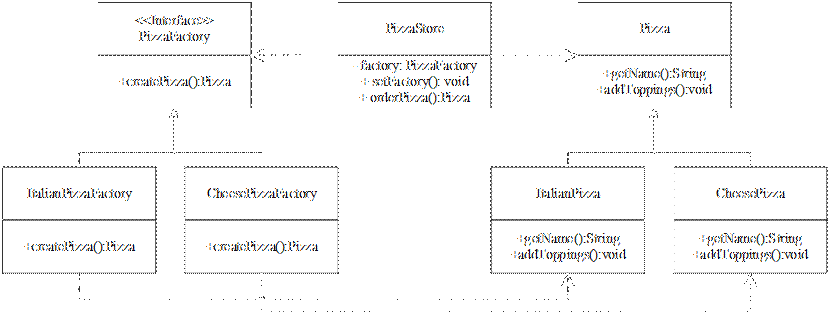 <<Interface>>
PizzaFactory
+createPizza():Pizza
PizzaStore
-factory: PizzaFactory
+ setFactory(): void
+ orderPizza():Pizza
Pizza
+getName():String
+addToppings():void
ItalianPizzaFactory
+createPizza():Pizza
CheesePizzaFactory
+createPizza():Pizza
ItalianPizza
+getName():String
+addToppings():void
CheesePizza
+getName():String
+addToppings():void